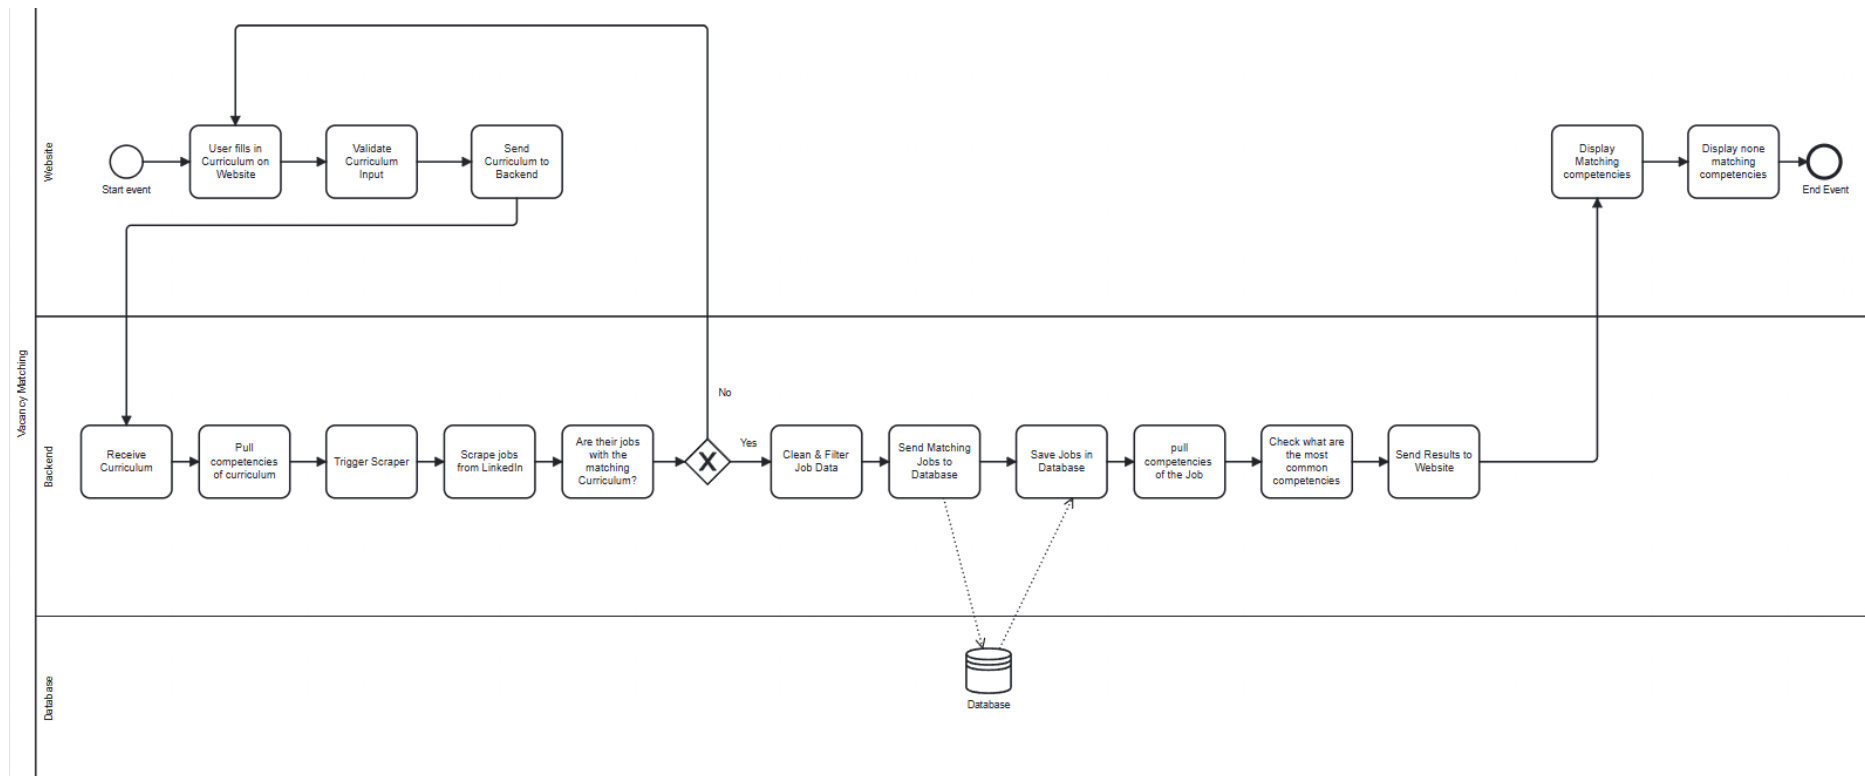 Vacancy Matching
Website
Start event
User fills in
Curriculum on
Website
Validate
Curriculum
Input
Send
Curriculum to
Backend
Display
Matching
competencies
Display none
matching
competencies
End Event
Backend
Receive
Curriculum
Pull
competencies
of curriculum
Trigger Scraper
Scrape jobs
from LinkedIn
Are their jobs
with the
matching
Curriculum?
No
Yes
Clean & Filter
Job Data
Send Matching
Jobs to
Database
Save Jobs in
Database
pull
competencies
of the Job
Check what are
the most
common
competencies
Send Results to
Website
Database
Database